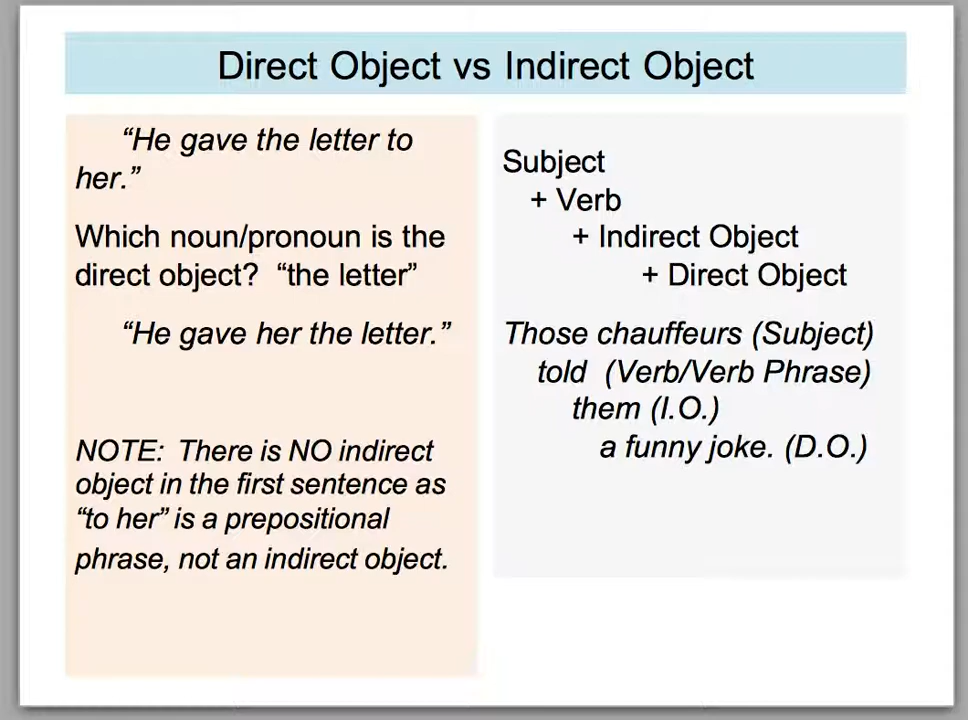 Direct Object vs Indirect Object
“He gave the letter to
her.”
Which noun/pronoun is the
direct object?  “the letter”
“He gave her the letter.”
NOTE:  There is NO indirect
object in the first sentence as
“to her” is a prepositional
phrase, not an indirect object.
Subject
+ Verb
+ Indirect Object
+ Direct Object
Those chauffeurs (Subject)
told  (Verb/Verb Phrase)
them (I.O.)
a funny joke. (D.O.)